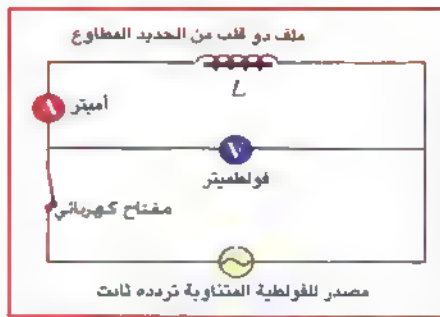 ملف ذو قلب من الحديد المطاوع
L
A
أميتر
V
فولطميتر
مفتاح كهربائي
مصدر للفولطية المتناوبة تردده ثابت